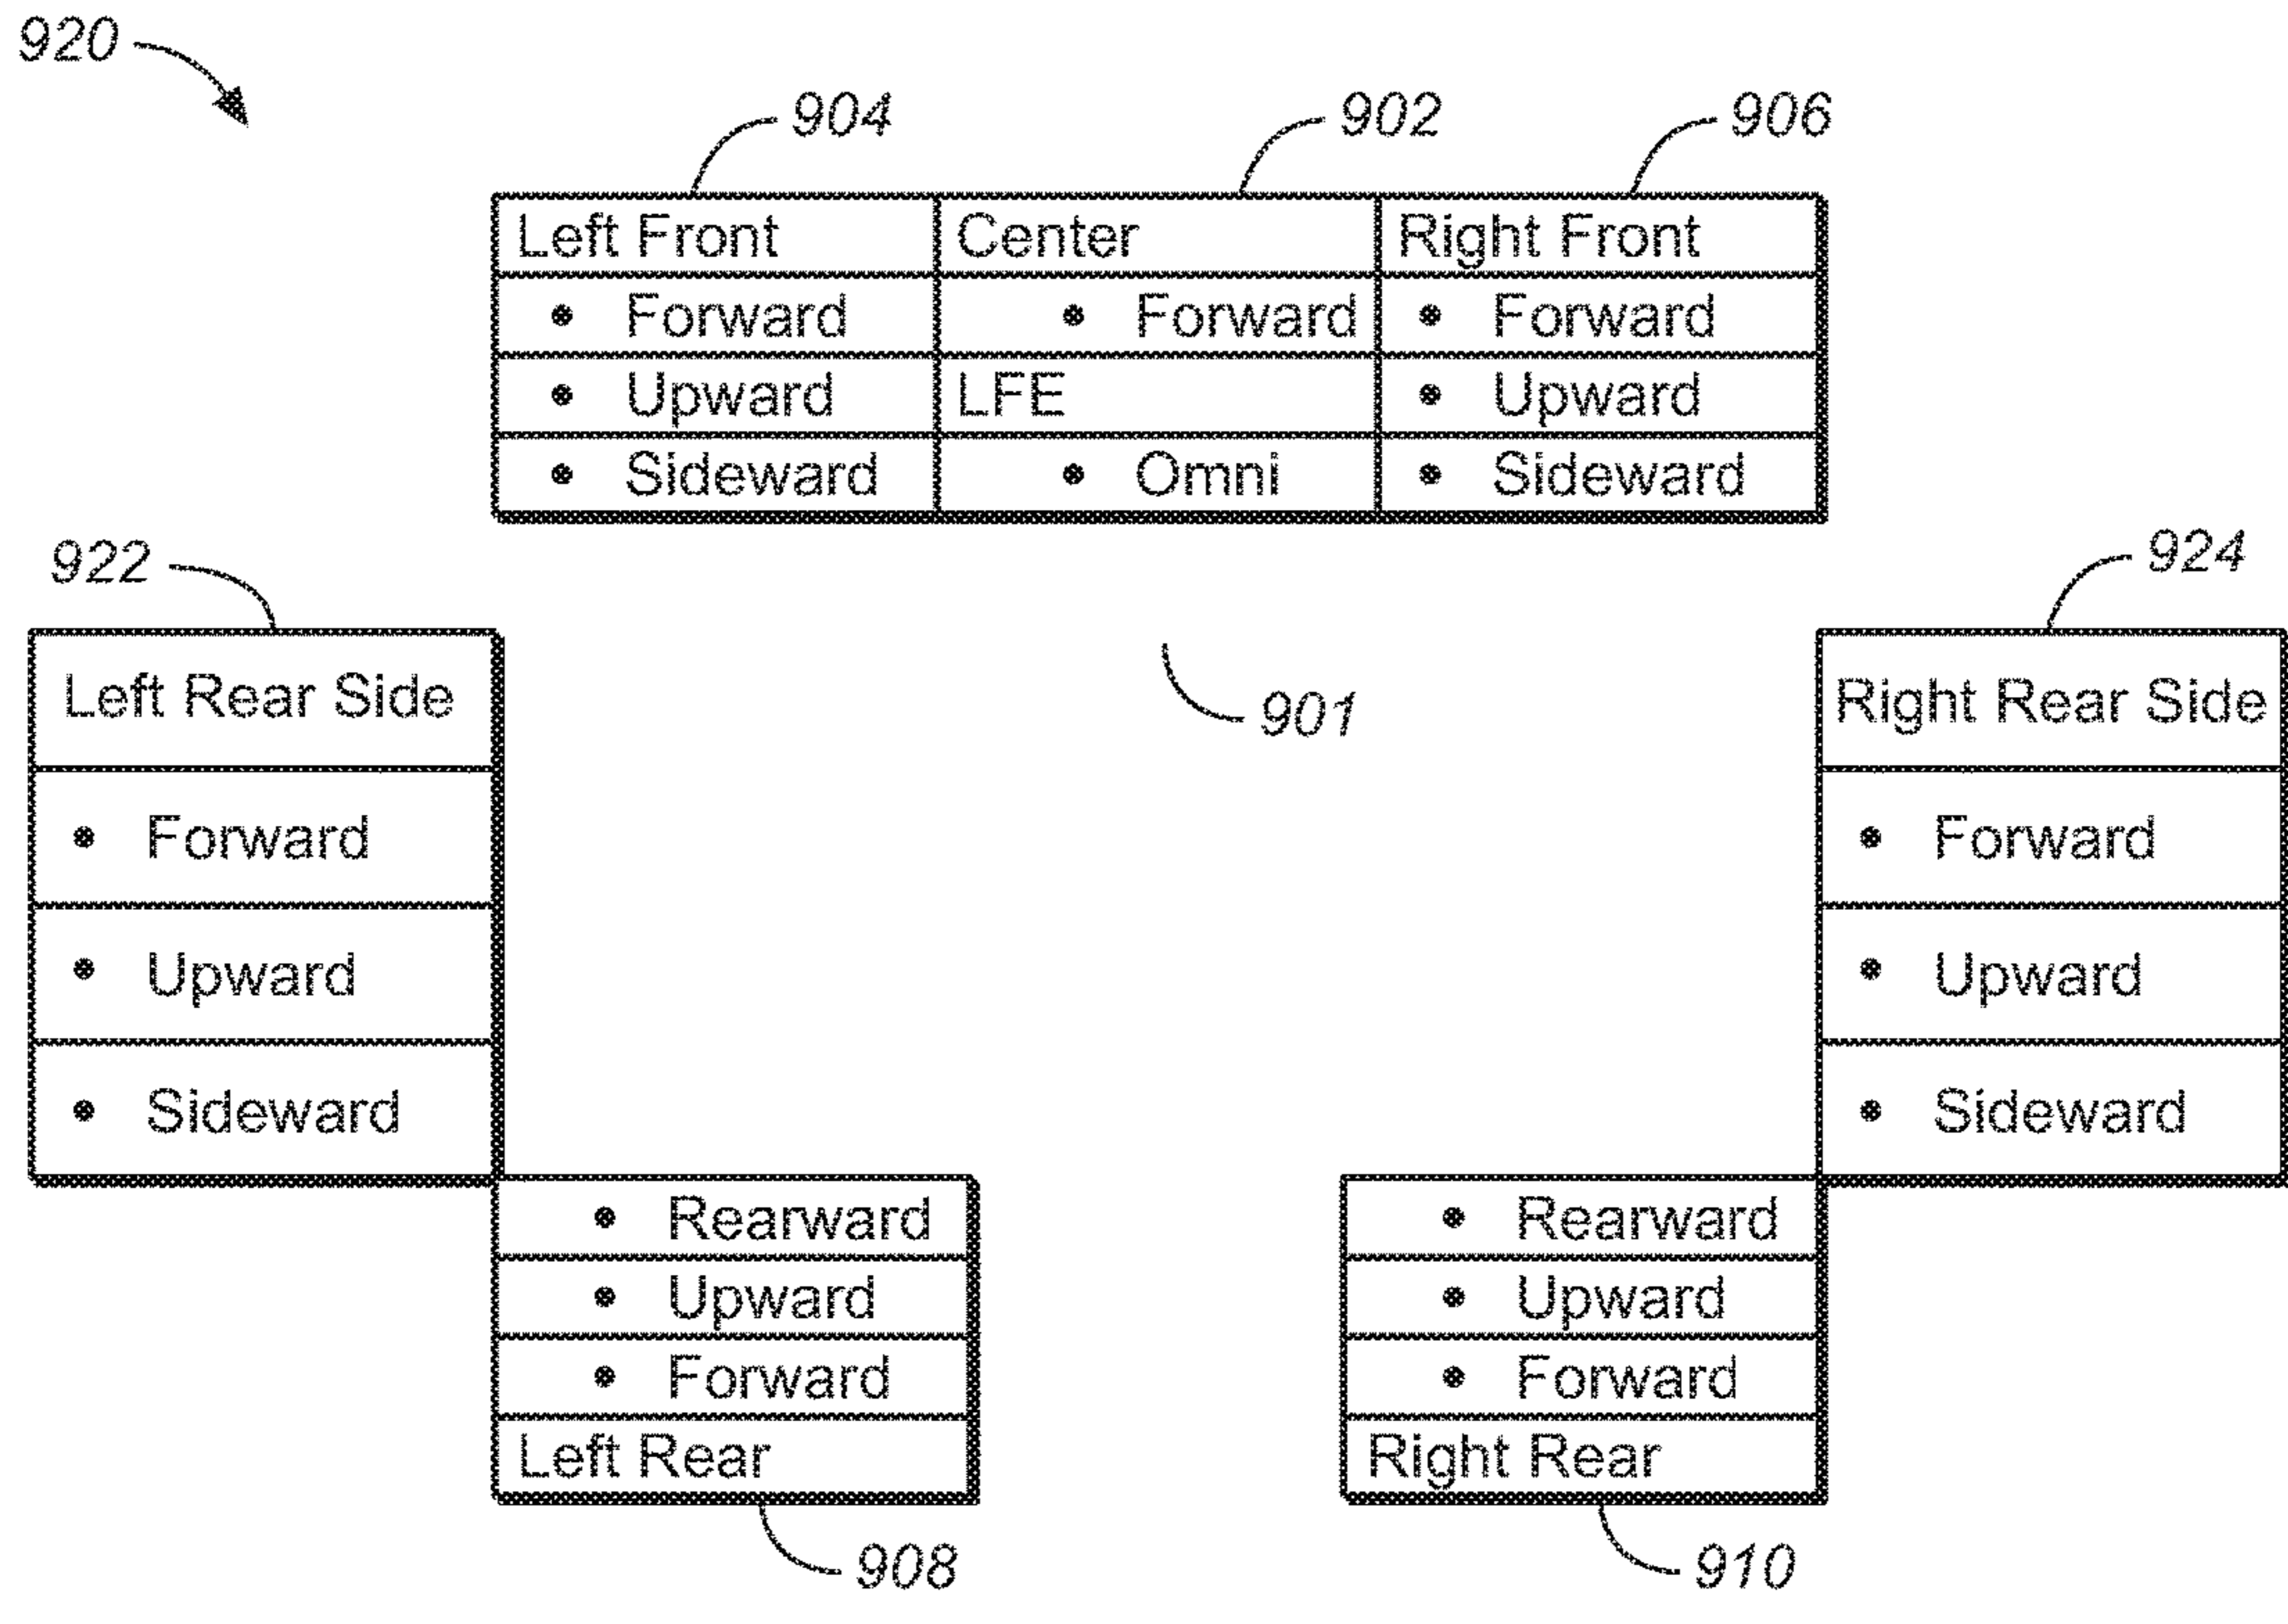 920
904 902 906
Left Front Center Right Front
• Forward • Forward • Forward
• Upward LFE • Upward
• Sideward • Omni • Sideward
922 924
Left Rear Side 901 Right Rear Side
• Forward • Forward
• Upward • Upward
• Sideward • Sideward
• Rearward • Rearward
• Upward • Upward
• Forward • Forward
Left Rear Right Rear
908 910